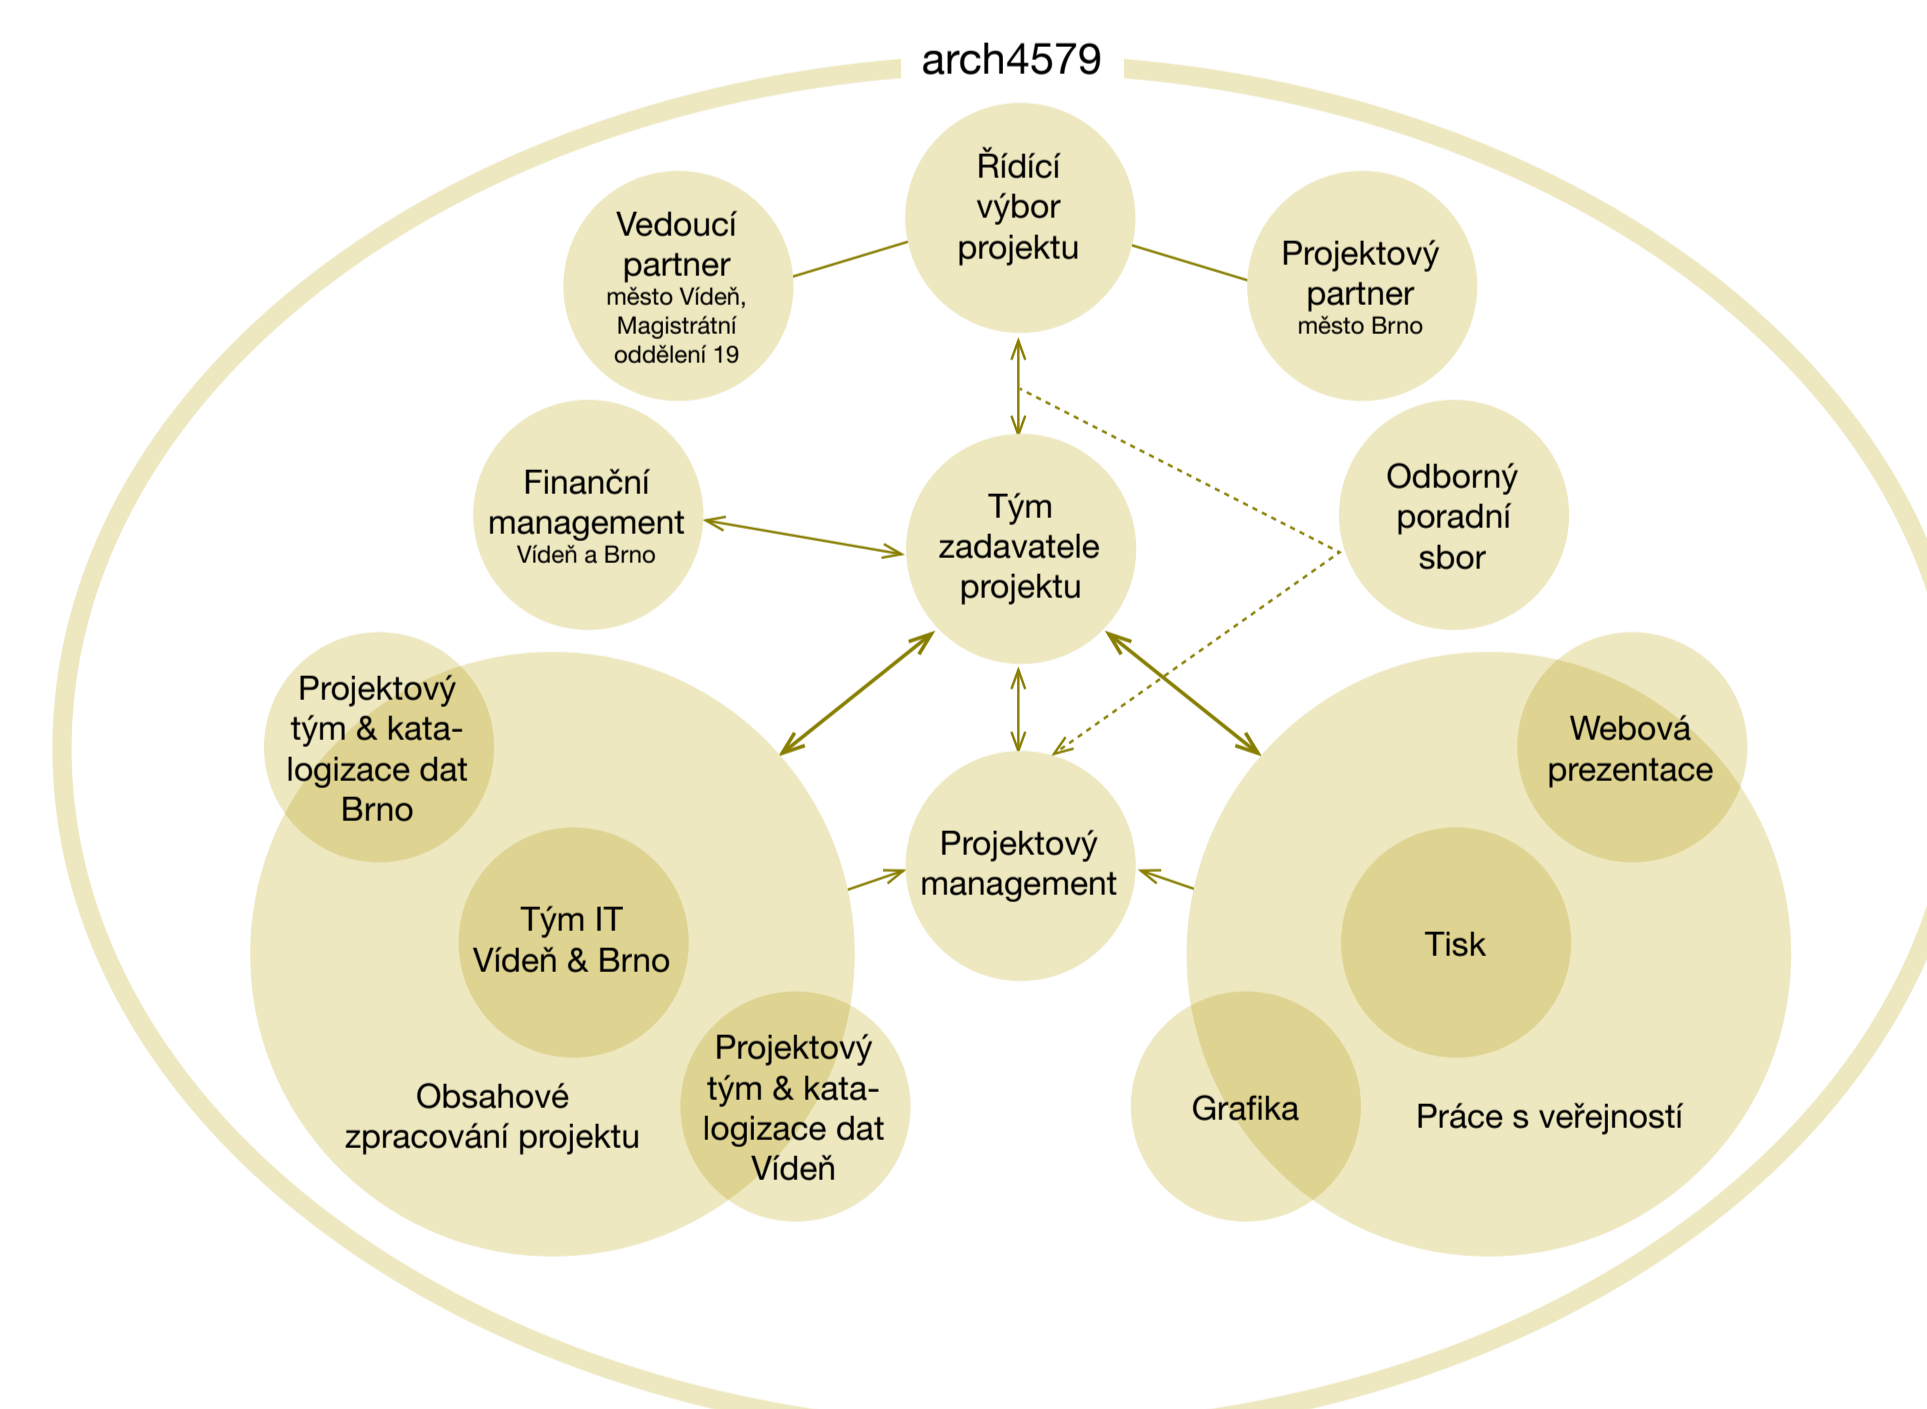 arch4579
Řídící
výbor
projektu
Vedoucí
partner
město Vídeň,
Magistrátní
oddělení 19
Projektový
partner
město Brno
Finanční
management
Vídeň a Brno
Tým
zadavatele
projektu
Odborný
poradní
sbor
Projektový
tým & kata-
logizace dat
Brno
Webová
prezentace
Projektový
management
Tým IT
Vídeň & Brno
Tisk
Projektový
tým & kata-
logizace dat
Vídeň
Obsahové
zpracování projektu
Grafika
Práce s veřejností